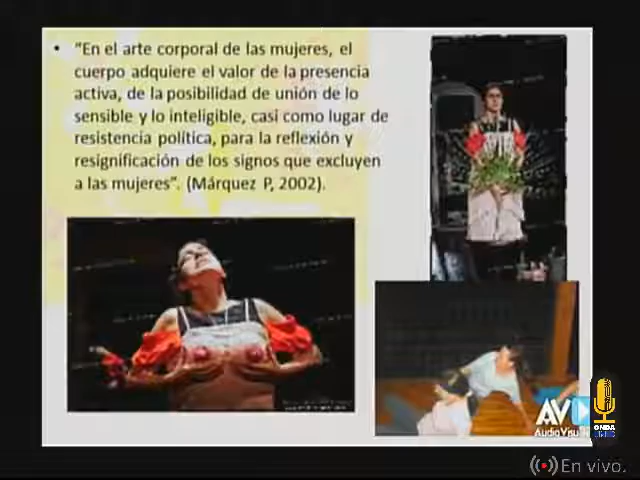 • “En el arte corporal de las mujeres, el
cuerpo adquiere el valor de la presencia
activa, de la posibilidad de unión de lo
sensible y lo inteligible, casi como lugar de
resistencia política, para la reflexión y
resignificación de los signos que excluyen
a las mujeres”. (Márquez P, 2002).
AV
ONDA
En vivo.